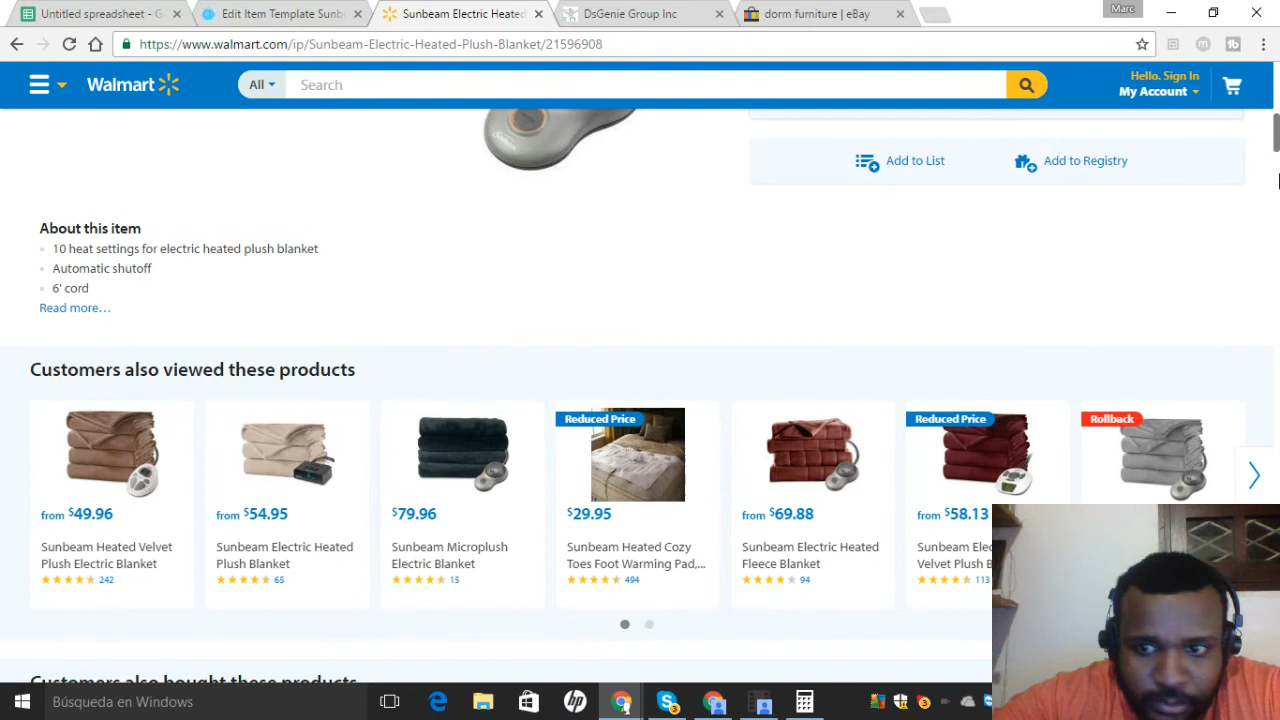 Untitled spreadsheet - G
Edit Item Template Sunb
Sunbeam Electric Heated
DsGenie Group Inc
dorm furniture | eBay
Marc
https://www.walmart.com/ip/Sunbeam-Electric-Heated-Plush-Blanket/21596908
Walmart
All
Search
Hello. Sign In
My Account
Add to List
Add to Registry
About this item
10 heat settings for electric heated plush blanket
Automatic shutoff
6' cord
Read more…
Customers also viewed these products
Reduced Price
Reduced Price
Rollback
from $49.96
from $54.95
$79.96
$29.95
from $69.88
from $58.13
Sunbeam Heated Velvet
Plush Electric Blanket
242
Sunbeam Electric Heated
Plush Blanket
65
Sunbeam Microplush
Electric Blanket
15
Sunbeam Heated Cozy
Toes Foot Warming Pad,...
494
Sunbeam Electric Heated
Fleece Blanket
94
Sunbeam Elec
Velvet Plush B
113
Customers also bought these products
Búsqueda en Windows